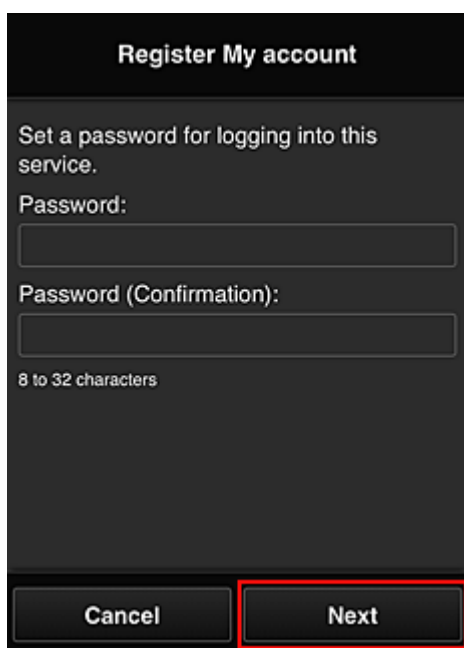 Register My account
Set a password for logging into this
service.
Password:
Password (Confirmation):
8 to 32 characters
Cancel
Next